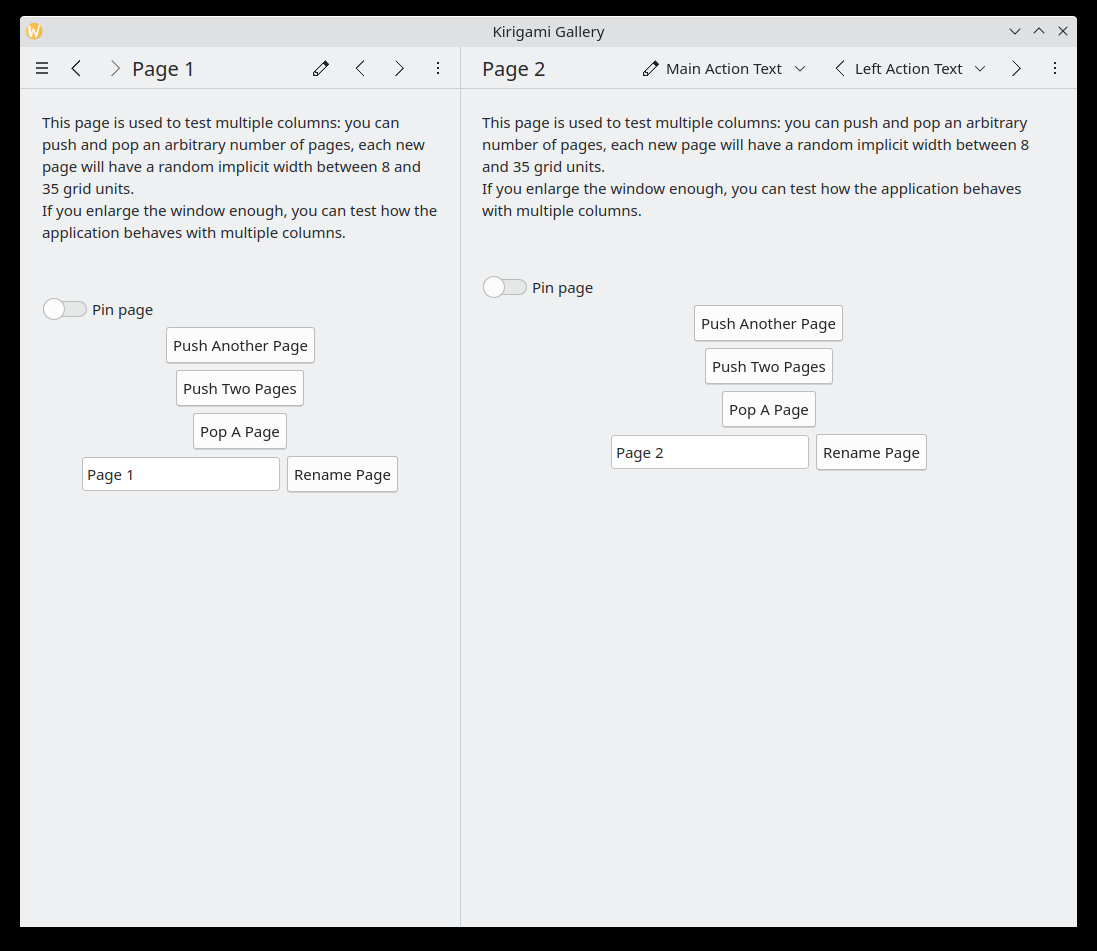 Kirigami Gallery
Page 1
This page is used to test multiple columns: you can
push and pop an arbitrary number of pages, each new
page will have a random implicit width between 8 and
35 grid units.
If you enlarge the window enough, you can test how the
application behaves with multiple columns.
Pin page
Push Another Page
Push Two Pages
Pop A Page
Page 1 Rename Page
Page 2 Main Action Text Left Action Text
This page is used to test multiple columns: you can push and pop an arbitrary
number of pages, each new page will have a random implicit width between 8
and 35 grid units.
If you enlarge the window enough, you can test how the application behaves
with multiple columns.
Pin page
Push Another Page
Push Two Pages
Pop A Page
Page 2 Rename Page